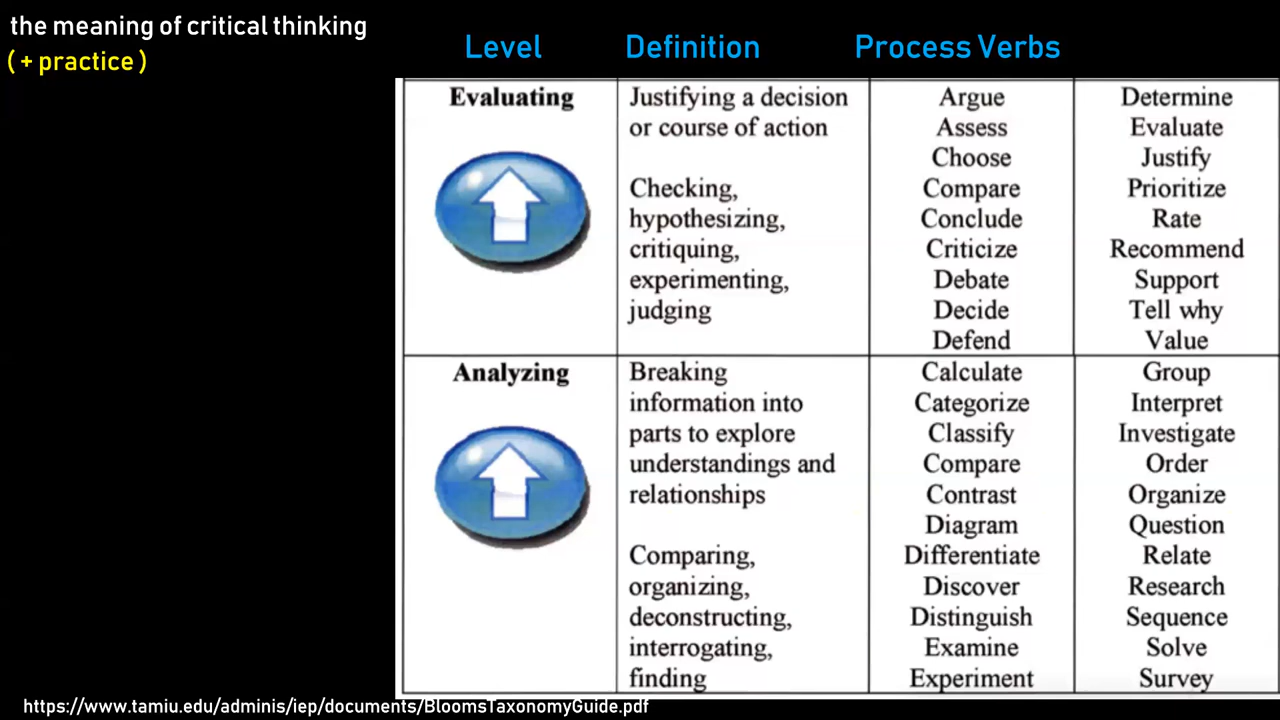 the meaning of critical thinking
( + practice )
Level Definition Process Verbs
Evaluating
Justifying a decision
or course of action
Checking,
hypothesizing,
critiquing,
experimenting,
judging
Argue
Assess
Choose
Compare
Conclude
Criticize
Debate
Decide
Defend
Determine
Evaluate
Justify
Prioritize
Rate
Recommend
Support
Tell why
Value
Analyzing
Breaking
information into
parts to explore
understandings and
relationships
Comparing,
organizing,
deconstructing,
interrogating,
finding
Calculate
Categorize
Classify
Compare
Contrast
Diagram
Differentiate
Discover
Distinguish
Examine
Experiment
Group
Interpret
Investigate
Order
Organize
Question
Relate
Research
Sequence
Solve
Survey
https://www.tamiu.edu/adminis/iep/documents/BloomsTaxonomyGuide.pdf